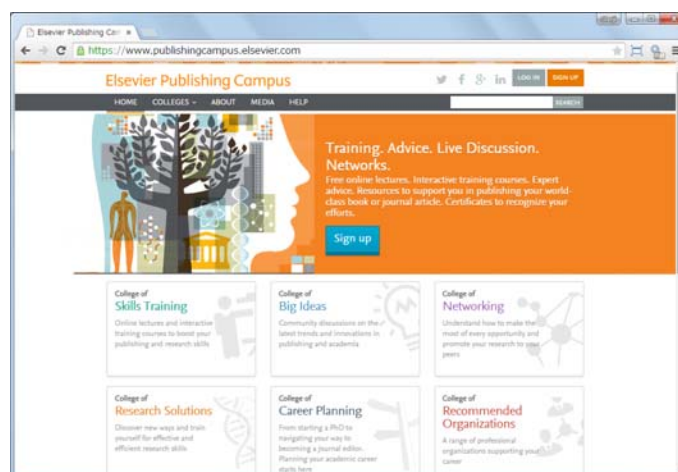 Elsevier Publishing Can
https://www.publishingcampus.elsevier.com
Elsevier Publishing Campus
LOG IN
SIGN UP
HOME COLLEGES ABOUT MEDIA HELP
SEARCH
Training. Advice. Live Discussion.
Networks.
Free online lectures. Interactive training courses. Expert
advice. Resources to support you in publishing your world-
class book or journal article. Certificates to recognize your
efforts.
Sign up
College of
Skills Training
Online lectures and interactive
training courses to boost your
publishing and research skills
College of
Big Ideas
Community discussions on the
latest trends and innovations in
publishing and academia
College of
Networking
Understand how to make the
most of every opportunity and
promote your research to your
peers
College of
Research Solutions
Discover new ways and train
yourself for effective and
efficient research skills
College of
Career Planning
From starting a PhD to
navigating your way to
becoming a journal editor.
Planning your academic career
starts here
College of
Recommended
Organizations
A range of professional
organizations supporting your
career